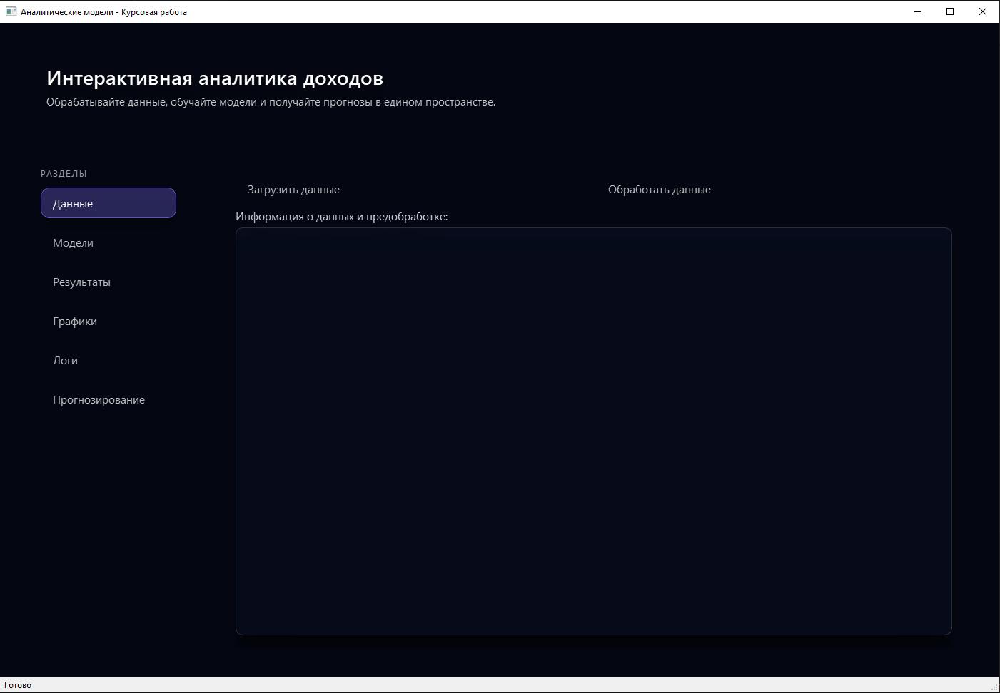 Аналитические модели - Курсовая работа
Интерактивная аналитика доходов
Обрабатывайте данные, обучайте модели и получайте прогнозы в едином пространстве.
РАЗДЕЛЫ
Данные
Модели
Результаты
Графики
Логи
Прогнозирование
Загрузить данные
Обработать данные
Информация о данных и предобработке:
Готово